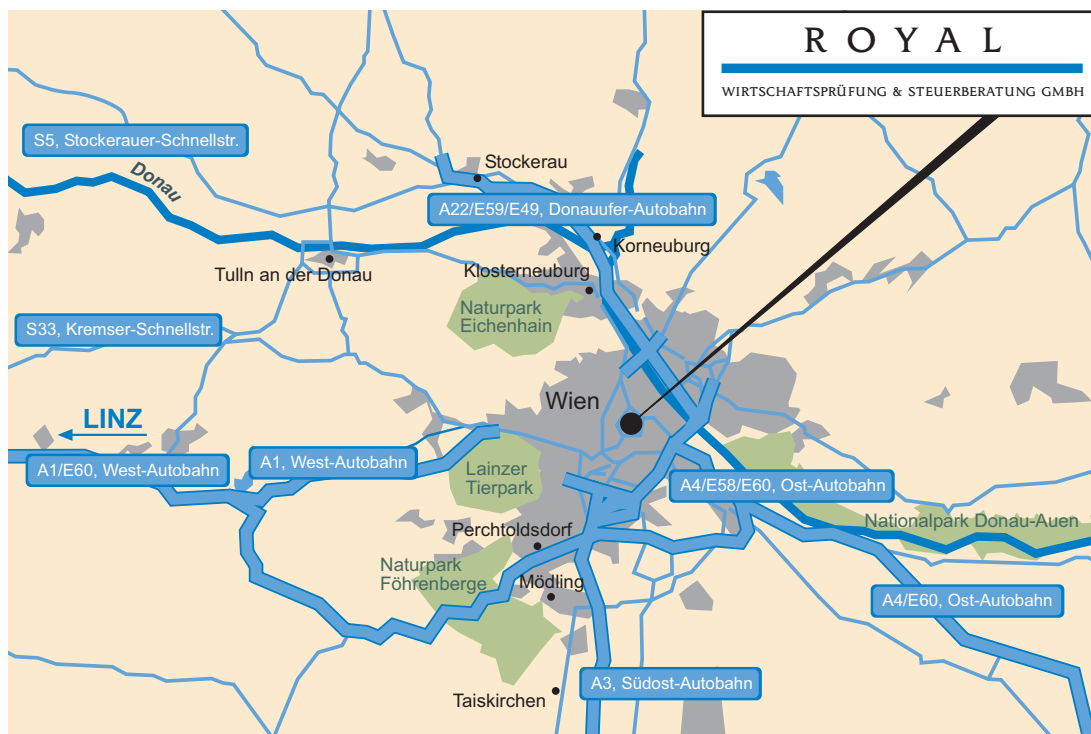 ROYAL
WIRTSCHAFTSPRÜFUNG & STEUERBERATUNG GMBH
S5, Stockerauer-Schnellstr.
Donau
Stockerau
A22/E59/E49, Donauufer-Autobahn
Korneuburg
Tulln an der Donau
Klosterneuburg
Naturpark
Eichenhain
S33, Kremser-Schnellstr.
Wien
LINZ
A1/E60, West-Autobahn
A1, West-Autobahn
Lainzer
Tierpark
A4/E58/E60, Ost-Autobahn
Nationalpark Donau-Auen
Perchtoldsdorf
Naturpark
Föhrenberge
Mödling
A4/E60, Ost-Autobahn
A3, Südost-Autobahn
Taiskirchen